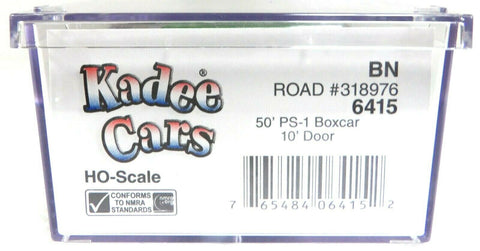 Kadee®
Cars
HO-Scale
CONFORMS
TO NMRA
STANDARDS
BN
ROAD #318976
6415
50' PS-1 Boxcar
10' Door
7 65484 06415 2